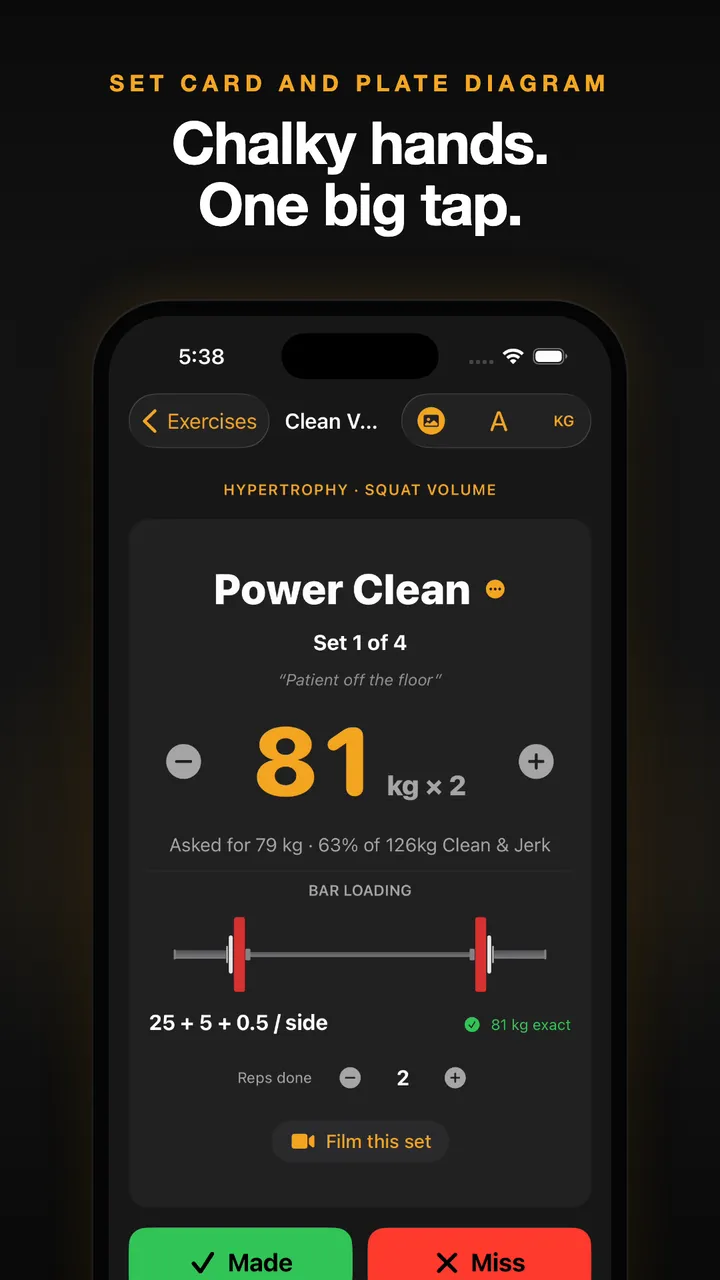 SET CARD AND PLATE DIAGRAM
Chalky hands.
One big tap.
5:38
Exercises
Clean V...
A
KG
HYPERTROPHY · SQUAT VOLUME
Power Clean
Set 1 of 4
“Patient off the floor”
81 kg × 2
Asked for 79 kg · 63% of 126kg Clean & Jerk
BAR LOADING
25 + 5 + 0.5 / side
81 kg exact
Reps done
2
Film this set
Made
Miss